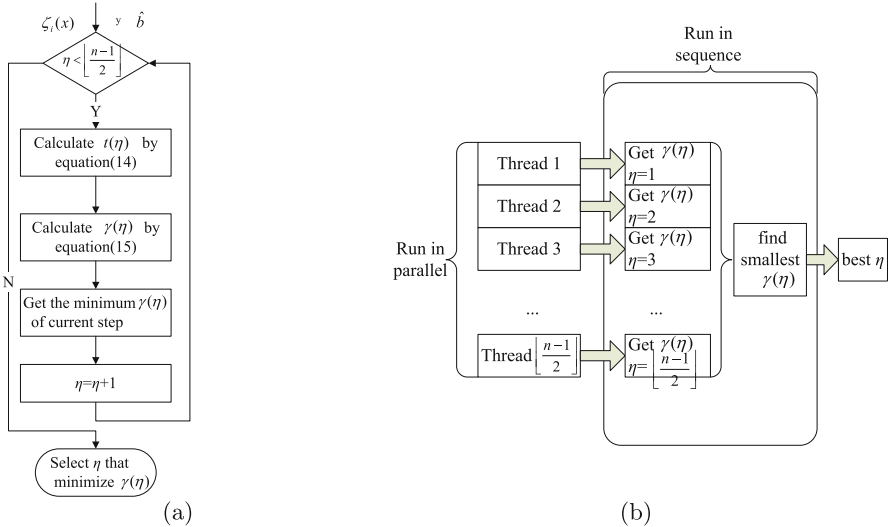 ζᵢ(x) y b̂
η < ⌊(n−1)/2⌋
Y
Calculate t(η) by
equation(14)
Calculate γ(η) by
equation(15)
N
Get the minimum γ(η)
of current step
η=η+1
Select η that
minimize γ(η)
(a)
Run in
sequence
Run in
parallel
Thread 1
Thread 2
Thread 3
...
Thread ⌊(n−1)/2⌋
Get γ(η)
η=1
Get γ(η)
η=2
Get γ(η)
η=3
...
Get γ(η)
η= ⌊(n−1)/2⌋
find
smallest
γ(η)
best η
(b)